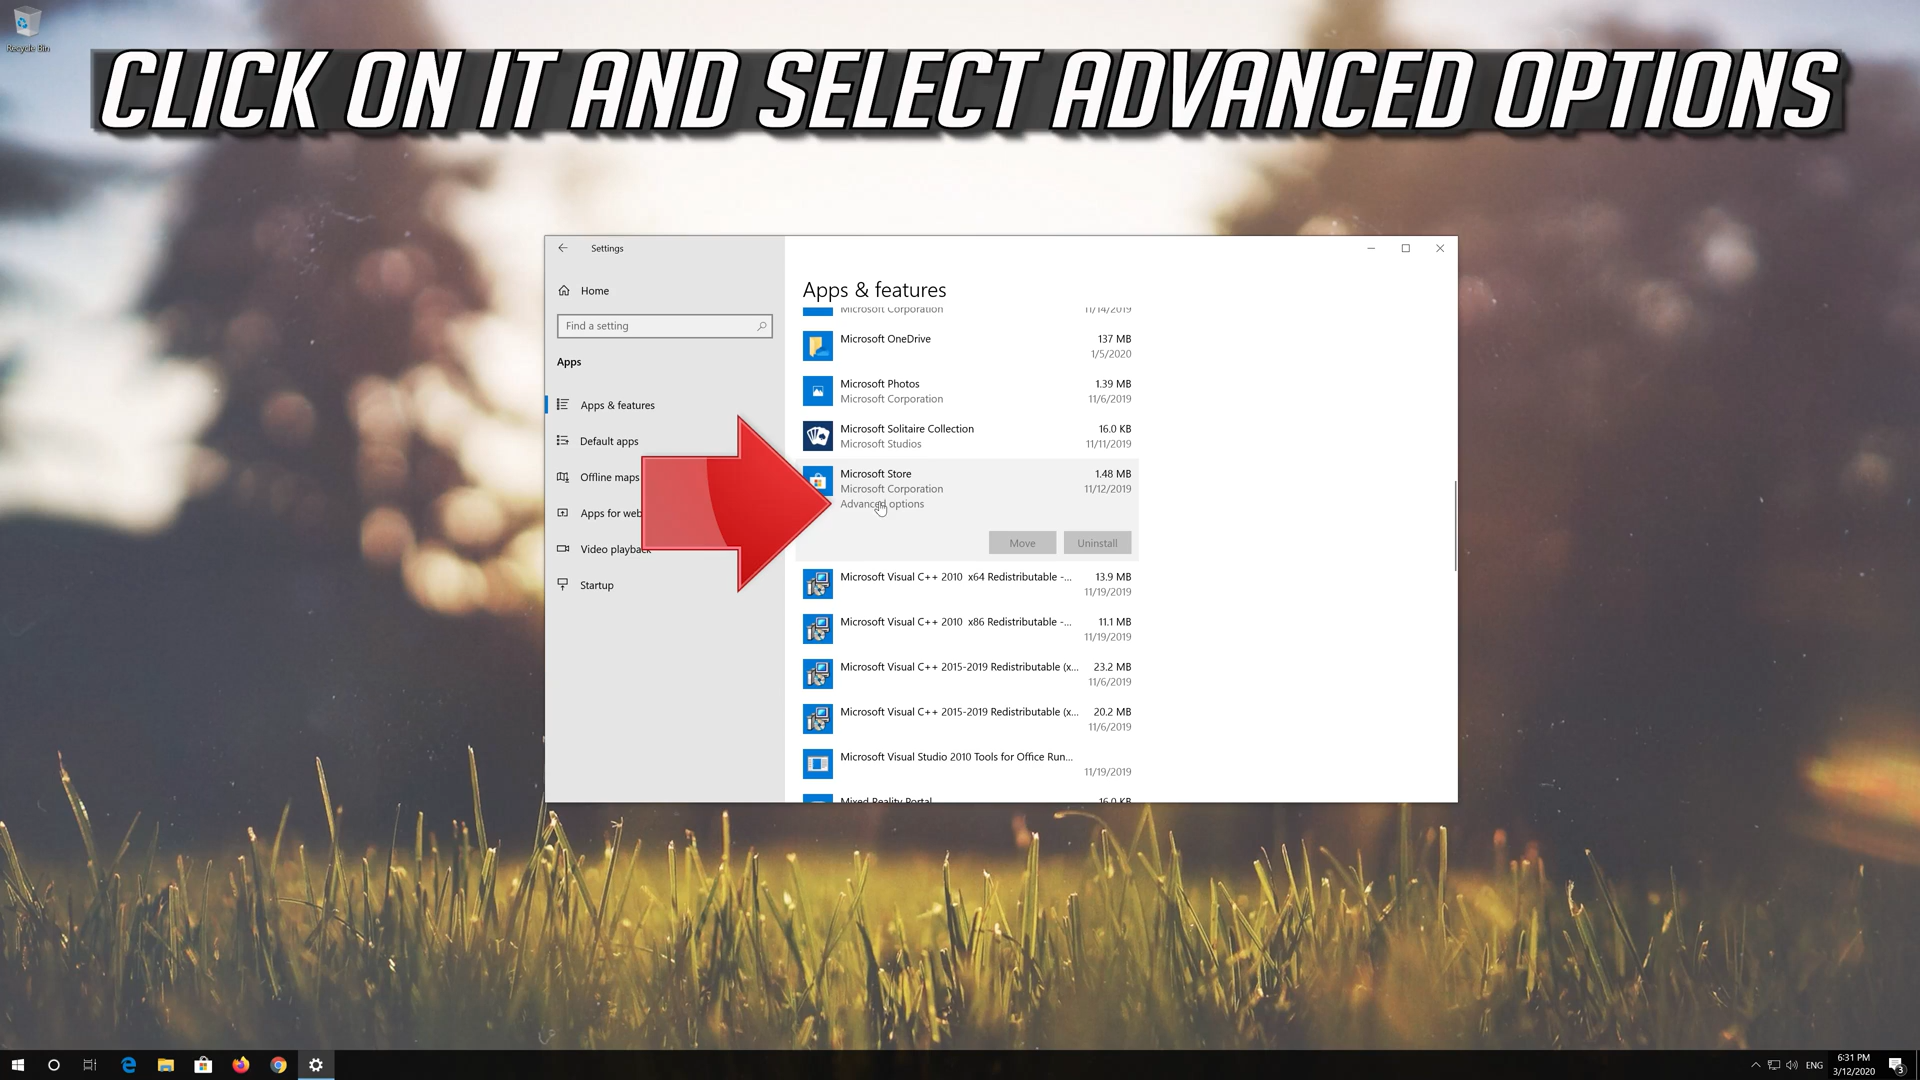 Recycle Bin
CLICK ON IT AND SELECT ADVANCED OPTIONS
Settings
Home
Find a setting
Apps
Apps & features
Default apps
Offline maps
Apps for web
Video playback
Startup
Apps & features
Microsoft Corporation 11/14/2019
Microsoft OneDrive 137 MB
1/5/2020
Microsoft Photos 1.39 MB
Microsoft Corporation 11/6/2019
Microsoft Solitaire Collection 16.0 KB
Microsoft Studios 11/11/2019
Microsoft Store 1.48 MB
Microsoft Corporation 11/12/2019
Advanced options
Move Uninstall
Microsoft Visual C++ 2010 x64 Redistributable -... 13.9 MB
11/19/2019
Microsoft Visual C++ 2010 x86 Redistributable -... 11.1 MB
11/19/2019
Microsoft Visual C++ 2015-2019 Redistributable (x... 23.2 MB
11/6/2019
Microsoft Visual C++ 2015-2019 Redistributable (x... 20.2 MB
11/6/2019
Microsoft Visual Studio 2010 Tools for Office Run...
11/19/2019
Mixed Reality Portal 16.0 KB
ENG
6:31 PM
3/12/2020
3